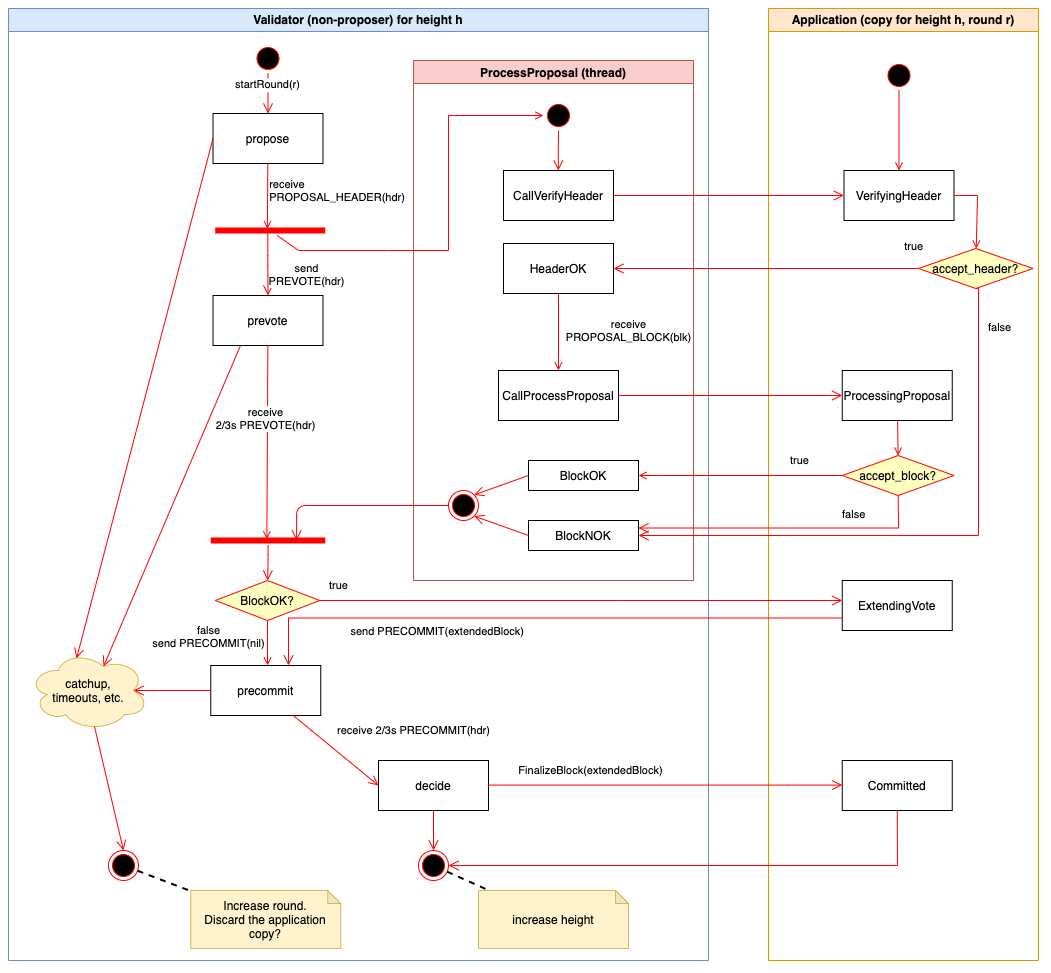 Validator (non-proposer) for height h
Application (copy for height h, round r)
startRound(r)
ProcessProposal (thread)
propose
receive
PROPOSAL_HEADER(hdr)
CallVerifyHeader
VerifyingHeader
send
PREVOTE(hdr)
HeaderOK
true
accept_header?
false
prevote
receive
PROPOSAL_BLOCK(blk)
CallProcessProposal
ProcessingProposal
receive
2/3s PREVOTE(hdr)
true
BlockOK
accept_block?
false
BlockNOK
BlockOK?
true
ExtendingVote
false
send PRECOMMIT(nil)
send PRECOMMIT(extendedBlock)
catchup,
timeouts, etc.
precommit
receive 2/3s PRECOMMIT(hdr)
decide
FinalizeBlock(extendedBlock)
Committed
Increase round.
Discard the application
copy?
increase height